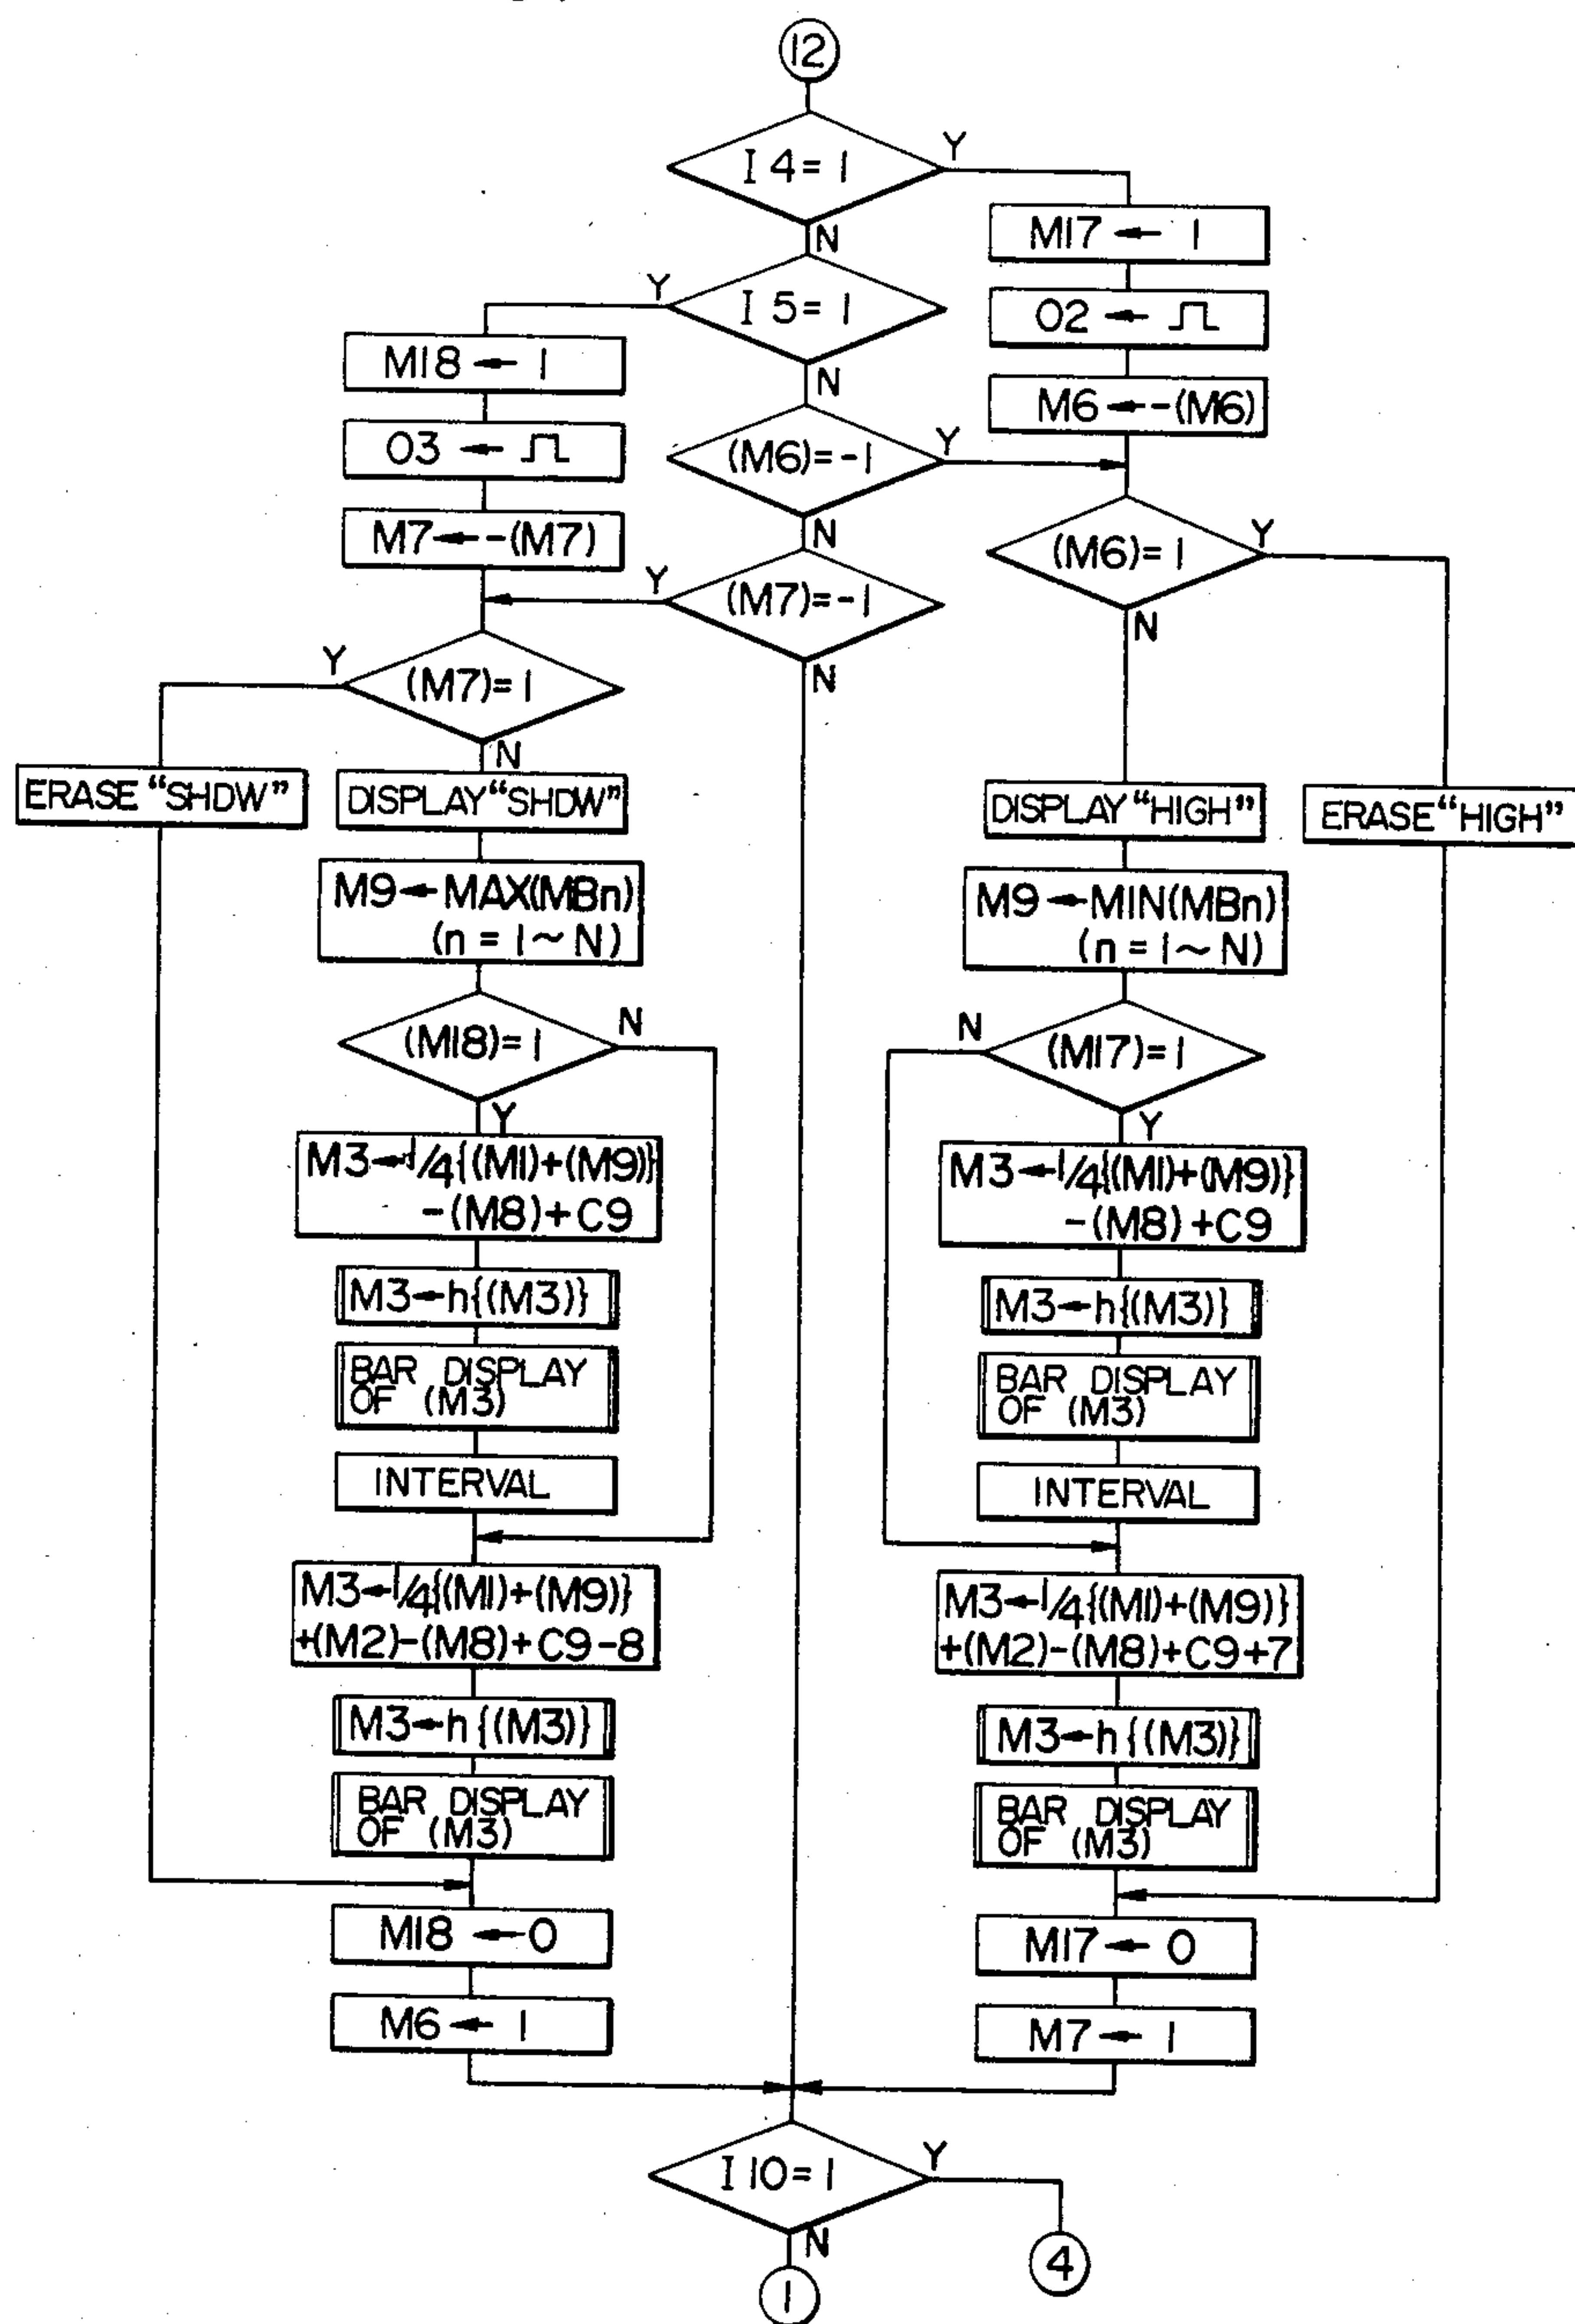 12
I4=1
Y
N
M17←1
O2←⎍
M6←-(M6)
I5=1
Y
N
M18←1
O3←⎍
M7←-(M7)
(M6)=-1
Y
N
(M7)=-1
Y
N
(M6)=1
Y
N
(M7)=1
Y
N
ERASE "SHDW"
DISPLAY "SHDW"
DISPLAY "HIGH"
ERASE "HIGH"
M9←MAX(MBn)
(n=1~N)
(M18)=1
N
Y
M3←1/4{(M1)+(M9)}
-(M8)+C9
M3←h{(M3)}
BAR DISPLAY
OF (M3)
INTERVAL
M3←1/4{(M1)+(M9)}
+(M2)-(M8)+C9-8
M3←h{(M3)}
BAR DISPLAY
OF (M3)
M18←0
M6←1
M9←MIN(MBn)
(n=1~N)
(M17)=1
N
Y
M3←1/4{(M1)+(M9)}
-(M8)+C9
M3←h{(M3)}
BAR DISPLAY
OF (M3)
INTERVAL
M3←1/4{(M1)+(M9)}
+(M2)-(M8)+C9+7
M3←h{(M3)}
BAR DISPLAY
OF (M3)
M17←0
M7←1
I10=1
Y
N
4
1